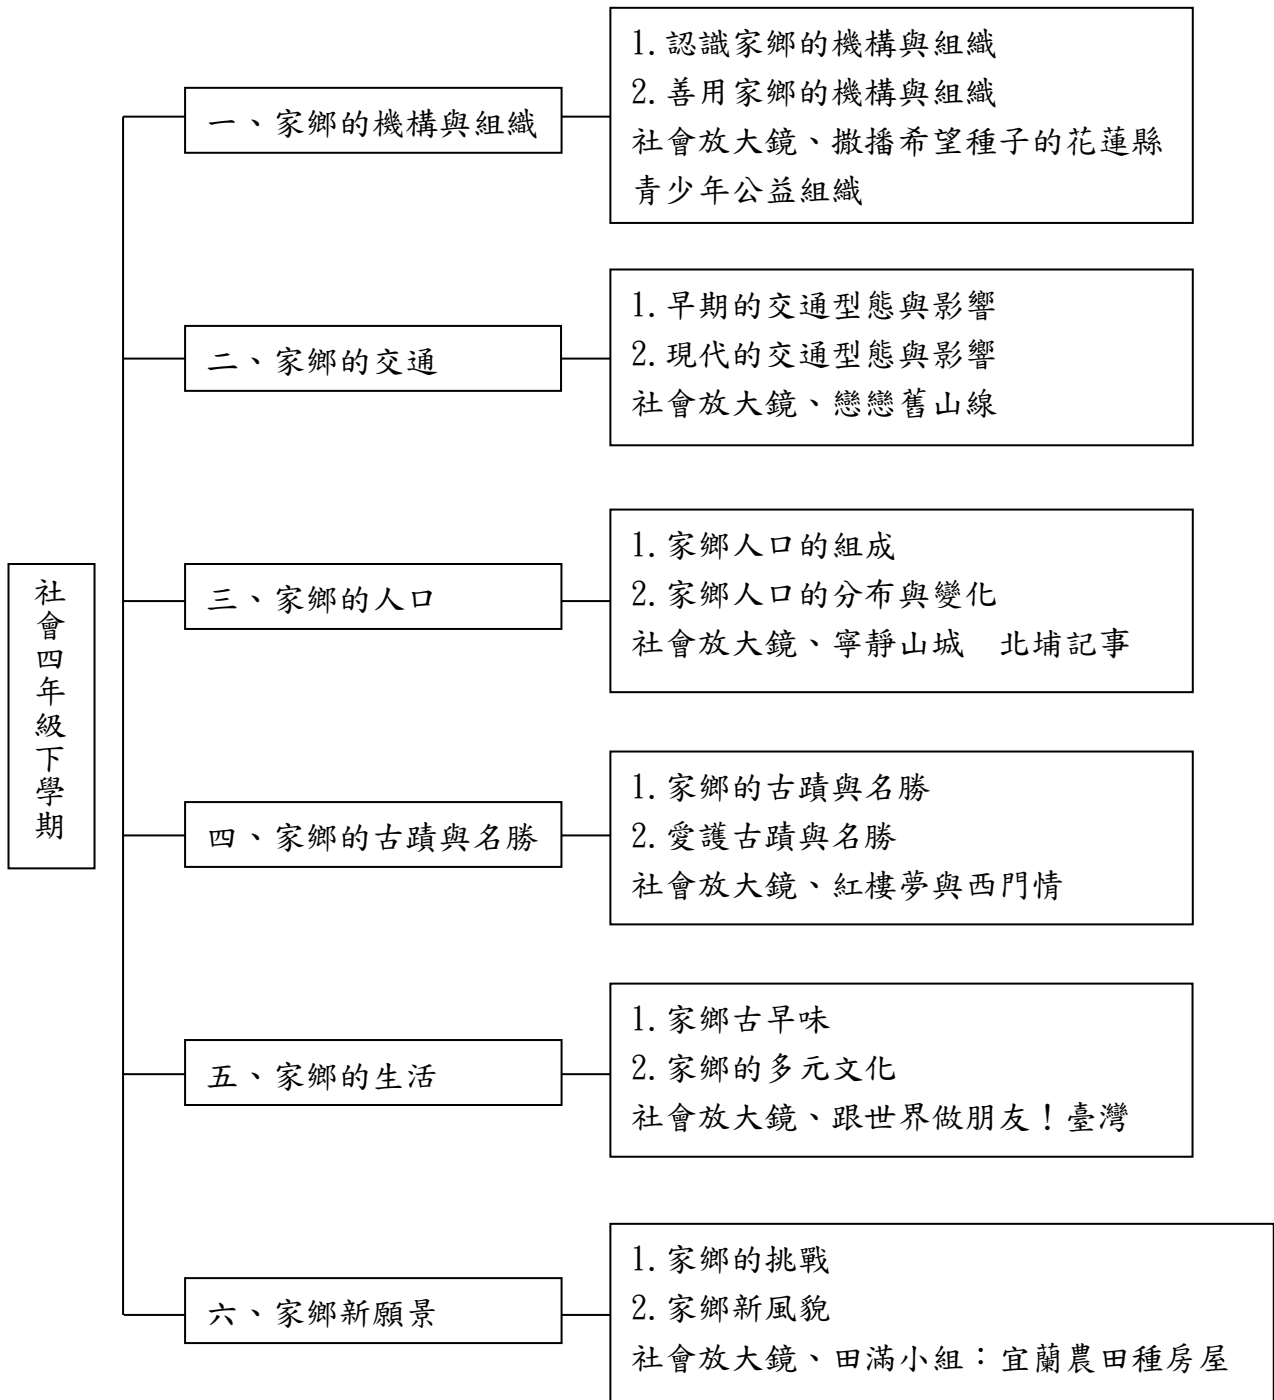 社會四年級下學期
一、家鄉的機構與組織
1.認識家鄉的機構與組織
2.善用家鄉的機構與組織
社會放大鏡、撒播希望種子的花蓮縣
青少年公益組織
二、家鄉的交通
1.早期的交通型態與影響
2.現代的交通型態與影響
社會放大鏡、戀戀舊山線
三、家鄉的人口
1.家鄉人口的組成
2.家鄉人口的分布與變化
社會放大鏡、寧靜山城　北埔記事
四、家鄉的古蹟與名勝
1.家鄉的古蹟與名勝
2.愛護古蹟與名勝
社會放大鏡、紅樓夢與西門情
五、家鄉的生活
1.家鄉古早味
2.家鄉的多元文化
社會放大鏡、跟世界做朋友！臺灣
六、家鄉新願景
1.家鄉的挑戰
2.家鄉新風貌
社會放大鏡、田滿小組：宜蘭農田種房屋